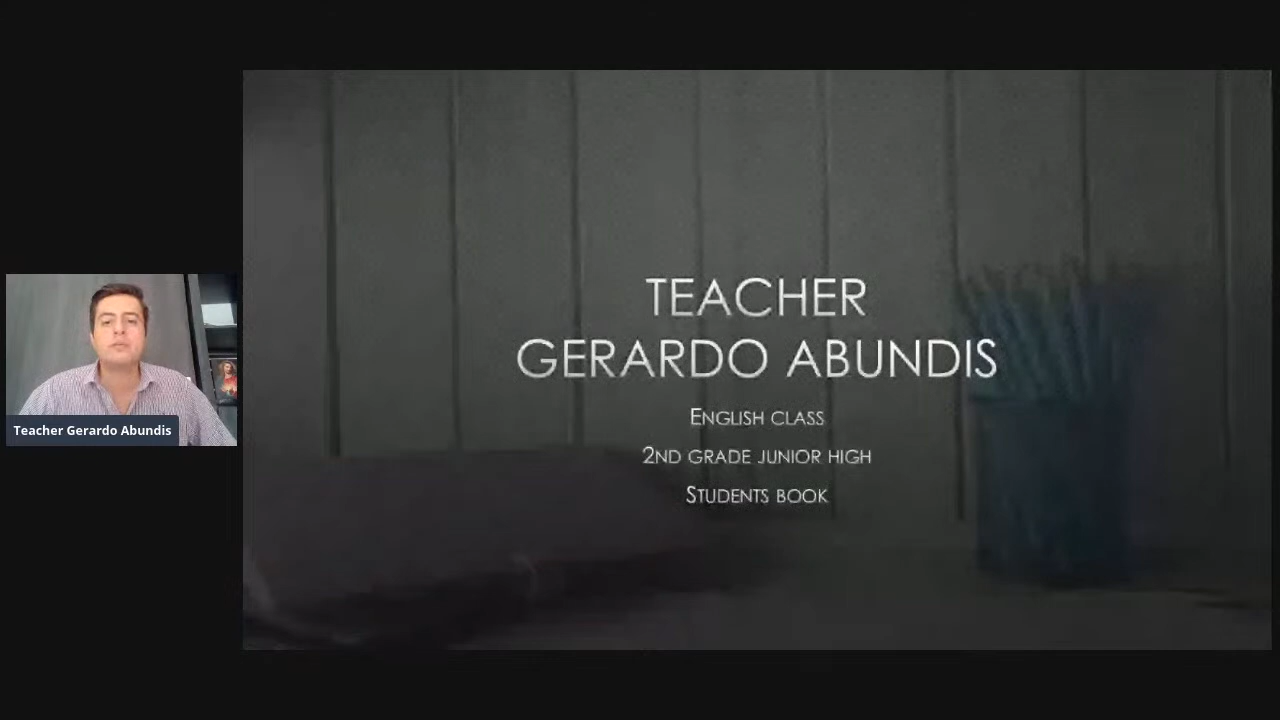 TEACHER
GERARDO ABUNDIS
ENGLISH CLASS
2ND GRADE JUNIOR HIGH
STUDENTS BOOK
Teacher Gerardo Abundis